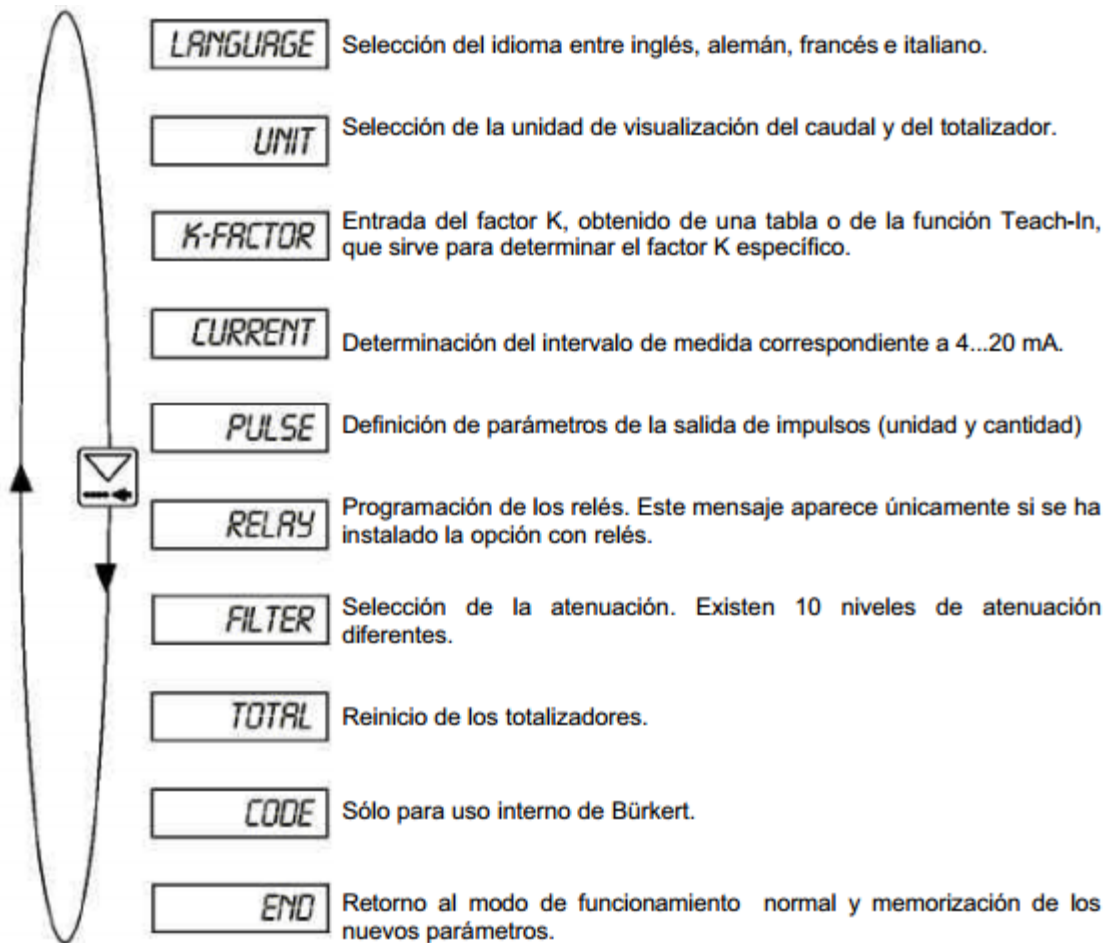 LANGUAGE Selección del idioma entre inglés, alemán, francés e italiano.
UNIT Selección de la unidad de visualización del caudal y del totalizador.
K-FACTOR Entrada del factor K, obtenido de una tabla o de la función Teach-In,
que sirve para determinar el factor K específico.
CURRENT Determinación del intervalo de medida correspondiente a 4...20 mA.
PULSE Definición de parámetros de la salida de impulsos (unidad y cantidad)
RELAY Programación de los relés. Este mensaje aparece únicamente si se ha
instalado la opción con relés.
FILTER Selección de la atenuación. Existen 10 niveles de atenuación
diferentes.
TOTAL Reinicio de los totalizadores.
CODE Sólo para uso interno de Bürkert.
END Retorno al modo de funcionamiento normal y memorización de los
nuevos parámetros.